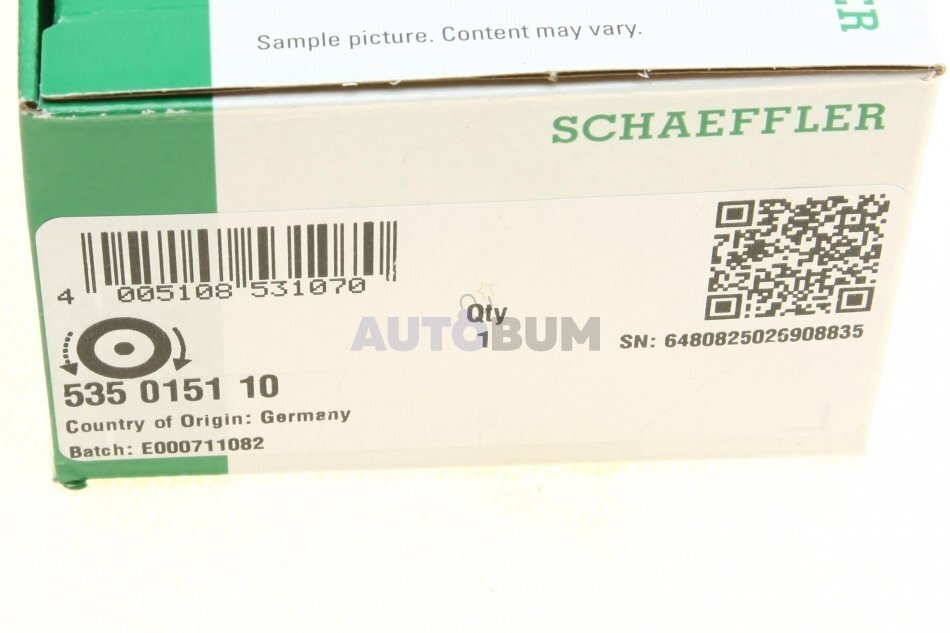 Sample picture. Content may vary.
SCHAEFFLER
4 005108 531070
Qty
1
AUTOBUM
SN: 6480825026908835
535 0151 10
Country of Origin: Germany
Batch: E000711082